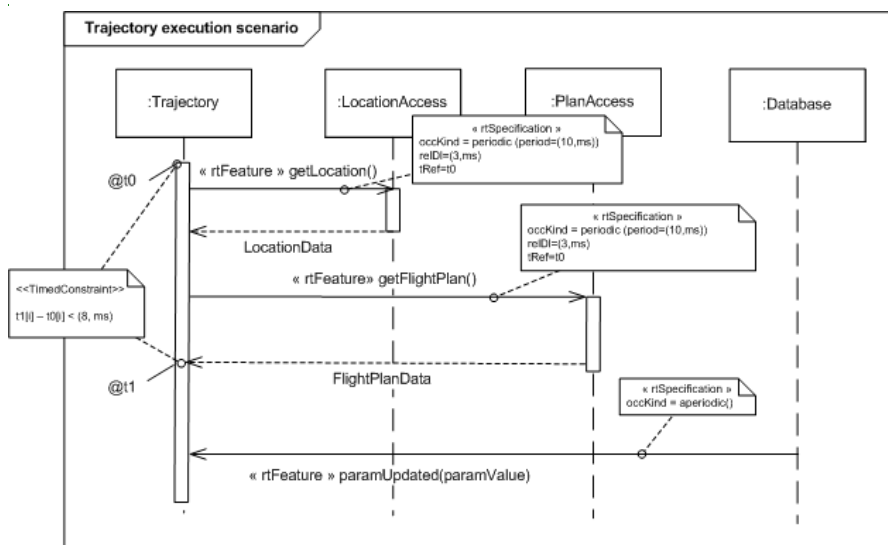 Trajectory execution scenario
:Trajectory
:LocationAccess
:PlanAccess
:Database
« rtSpecification »
occKind = periodic (period=(10,ms))
relDl=(3,ms)
tRef=t0
@t0
« rtFeature » getLocation()
« rtSpecification »
occKind = periodic (period=(10,ms))
relDl=(3,ms)
tRef=t0
LocationData
« rtFeature» getFlightPlan()
<<TimedConstraint>>
t1[i] – t0[i] < (8, ms)
@t1
FlightPlanData
« rtSpecification »
occKind = aperiodic()
« rtFeature » paramUpdated(paramValue)